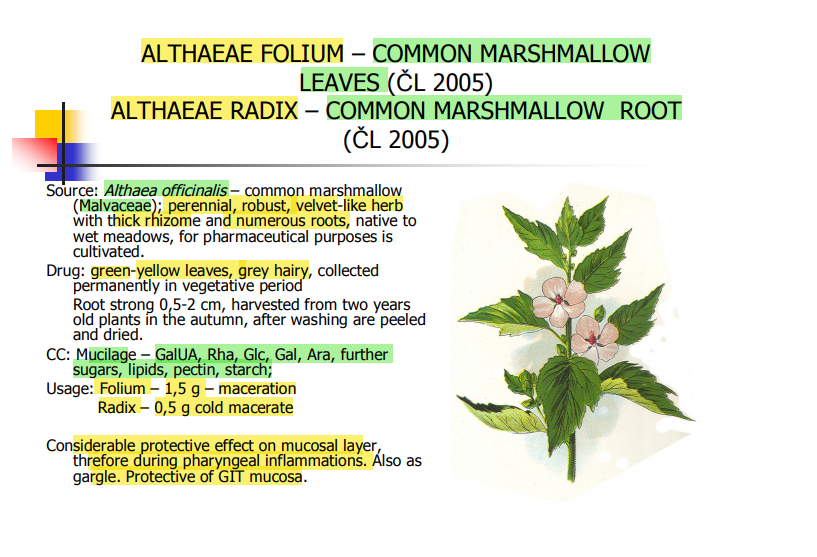 ALTHAEAE FOLIUM – COMMON MARSHMALLOW
LEAVES (ČL 2005)
ALTHAEAE RADIX – COMMON MARSHMALLOW ROOT
(ČL 2005)
Source: Althaea officinalis – common marshmallow
(Malvaceae); perennial, robust, velvet-like herb
with thick rhizome and numerous roots, native to
wet meadows, for pharmaceutical purposes is
cultivated.
Drug: green-yellow leaves, grey hairy, collected
permanently in vegetative period
Root strong 0,5-2 cm, harvested from two years
old plants in the autumn, after washing are peeled
and dried.
CC: Mucilage – GalUA, Rha, Glc, Gal, Ara, further
sugars, lipids, pectin, starch;
Usage: Folium – 1,5 g – maceration
Radix – 0,5 g cold macerate
Considerable protective effect on mucosal layer,
threfore during pharyngeal inflammations. Also as
gargle. Protective of GIT mucosa.